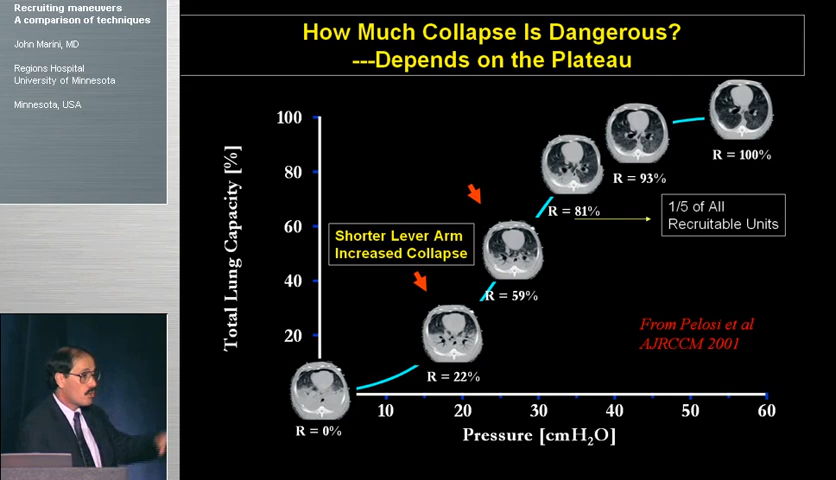 Recruiting maneuvers
A comparison of techniques
John Marini, MD
Regions Hospital
University of Minnesota
Minnesota, USA
How Much Collapse Is Dangerous?
---Depends on the Plateau
Total Lung Capacity [%]
100
80
60
40
20
R = 100%
R = 93%
R = 81%
1/5 of All
Recruitable Units
Shorter Lever Arm
Increased Collapse
R = 59%
From Pelosi et al
AJRCCM 2001
R = 22%
R = 0%
10
20
30
40
50
60
Pressure [cmH₂O]